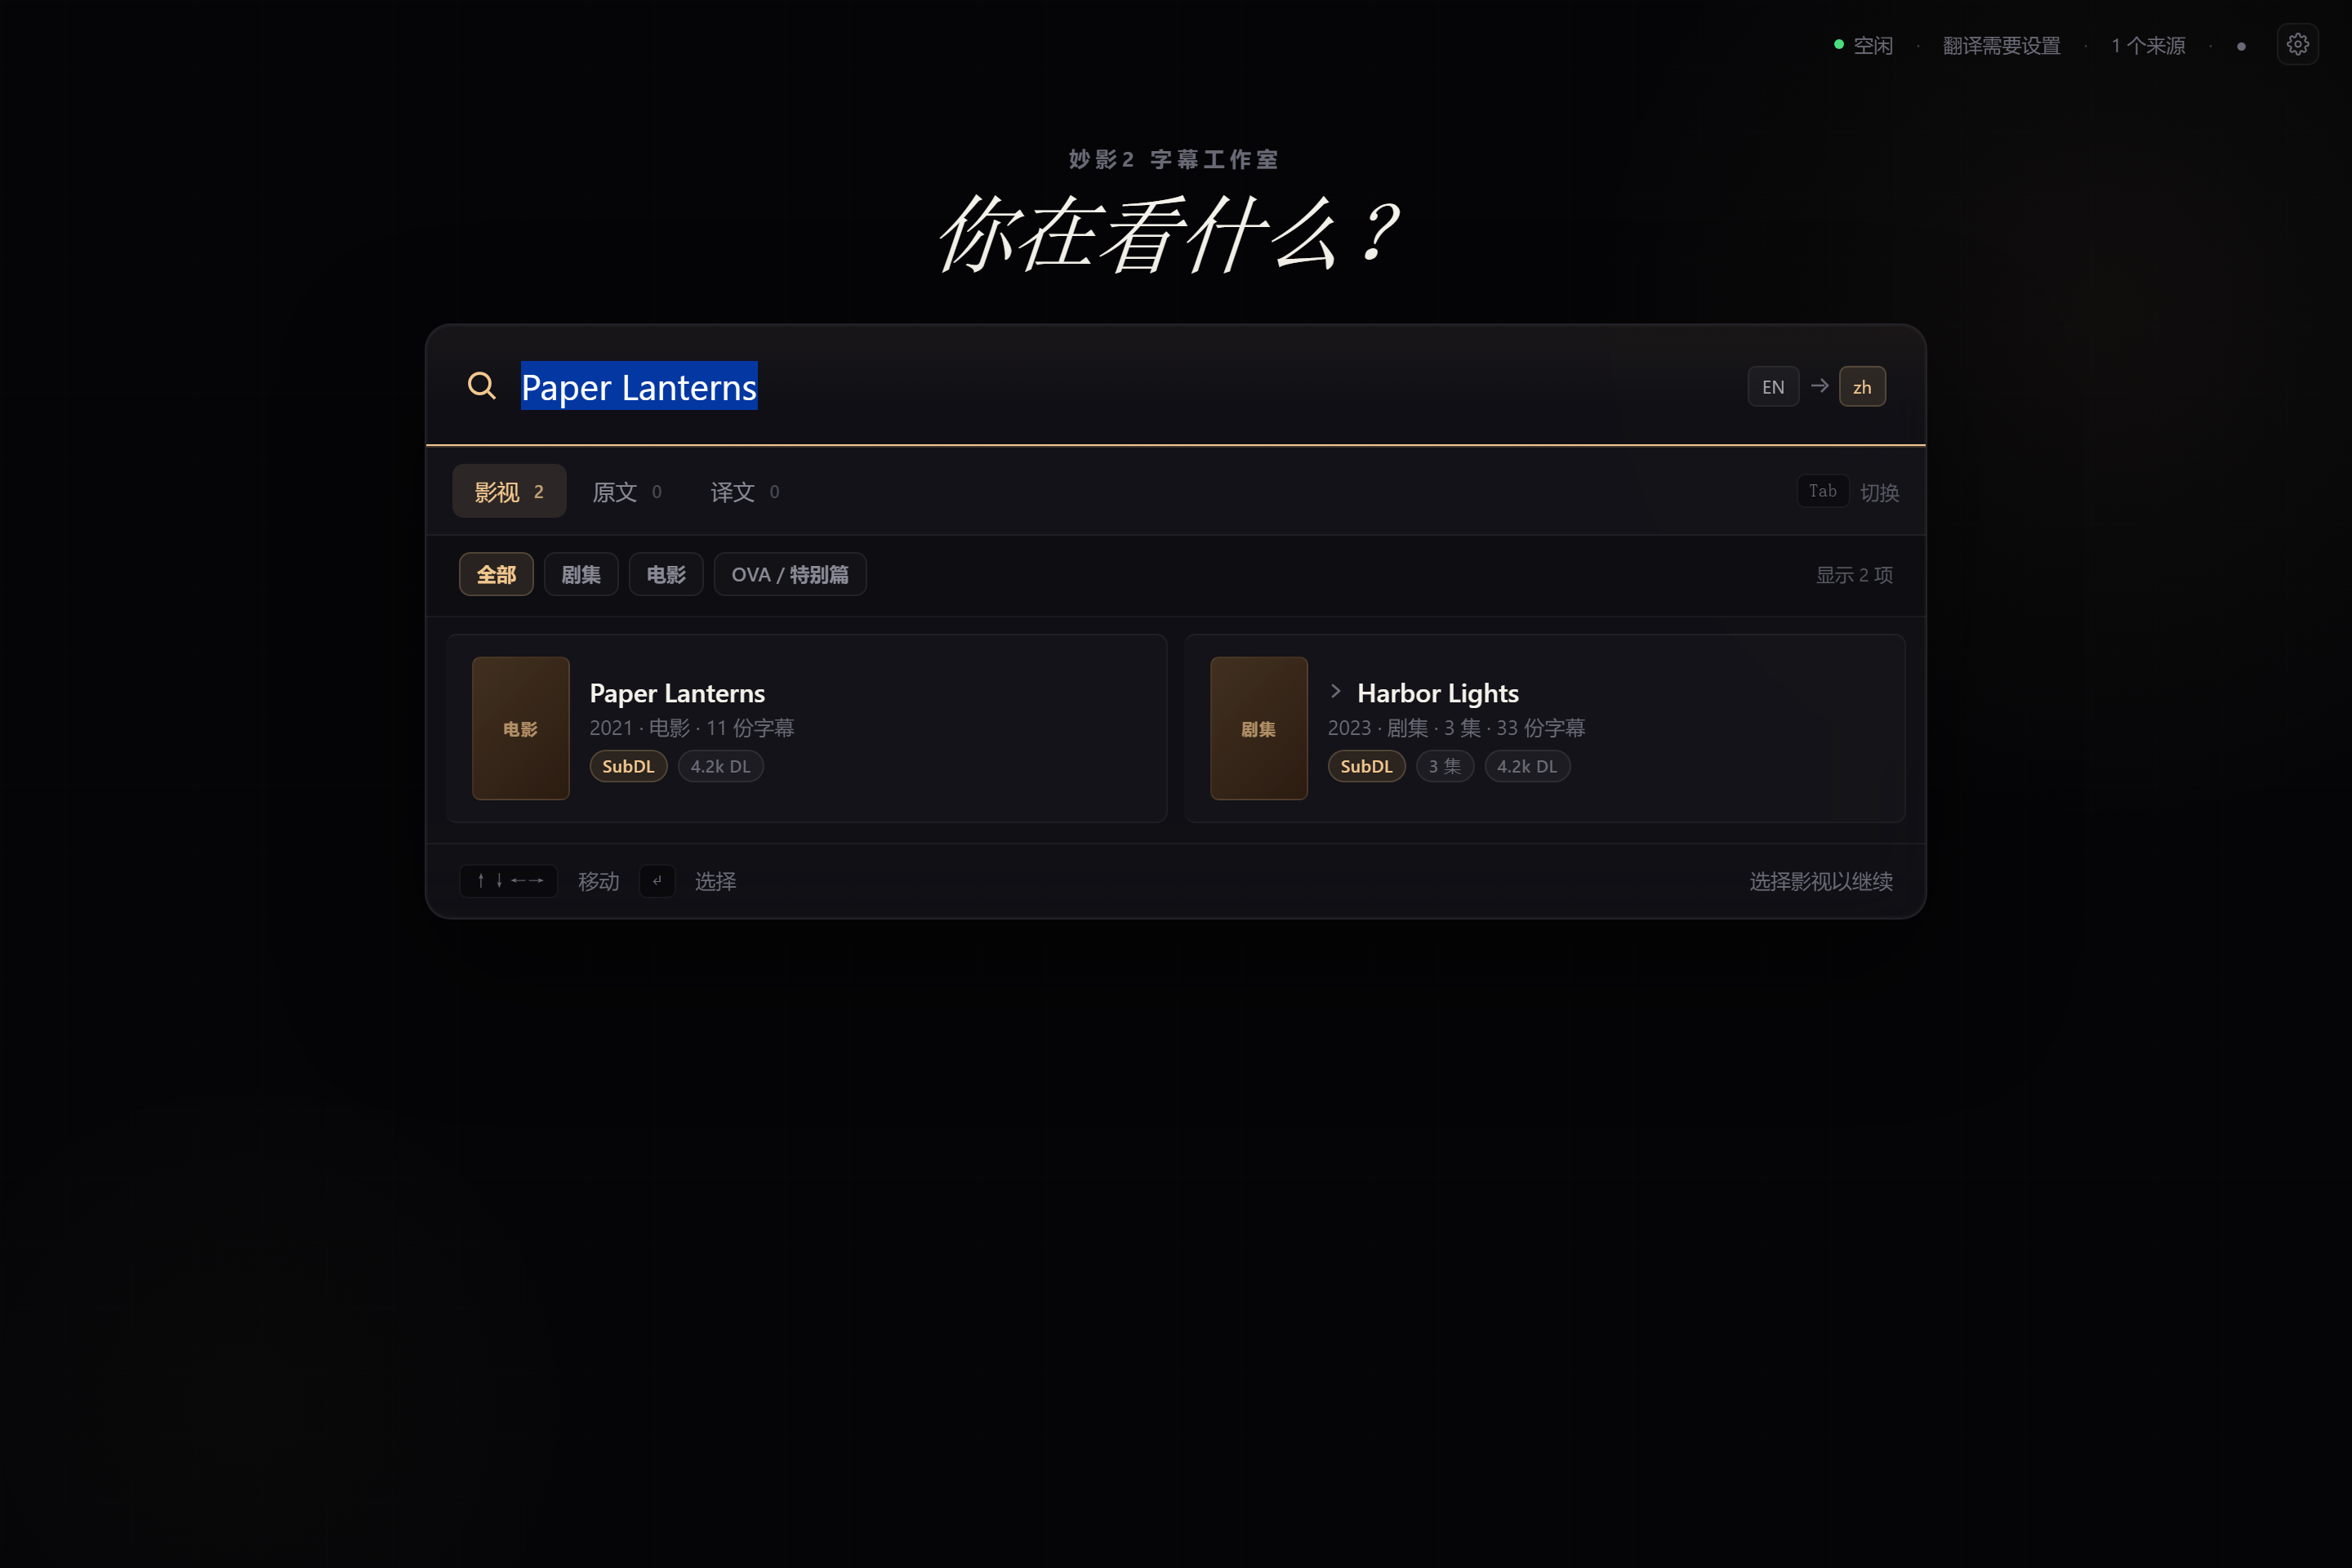 空闲 · 翻译需要设置 · 1 个来源 · ●
妙影2 字幕工作室
你在看什么？
Paper Lanterns
EN → zh
影视 2 原文 0 译文 0 Tab 切换
全部 剧集 电影 OVA / 特别篇 显示 2 项
电影
Paper Lanterns
2021 · 电影 · 11 份字幕
SubDL 4.2k DL
剧集
Harbor Lights
2023 · 剧集 · 3 集 · 33 份字幕
SubDL 3 集 4.2k DL
↑↓←→ 移动 ↵ 选择 选择影视以继续